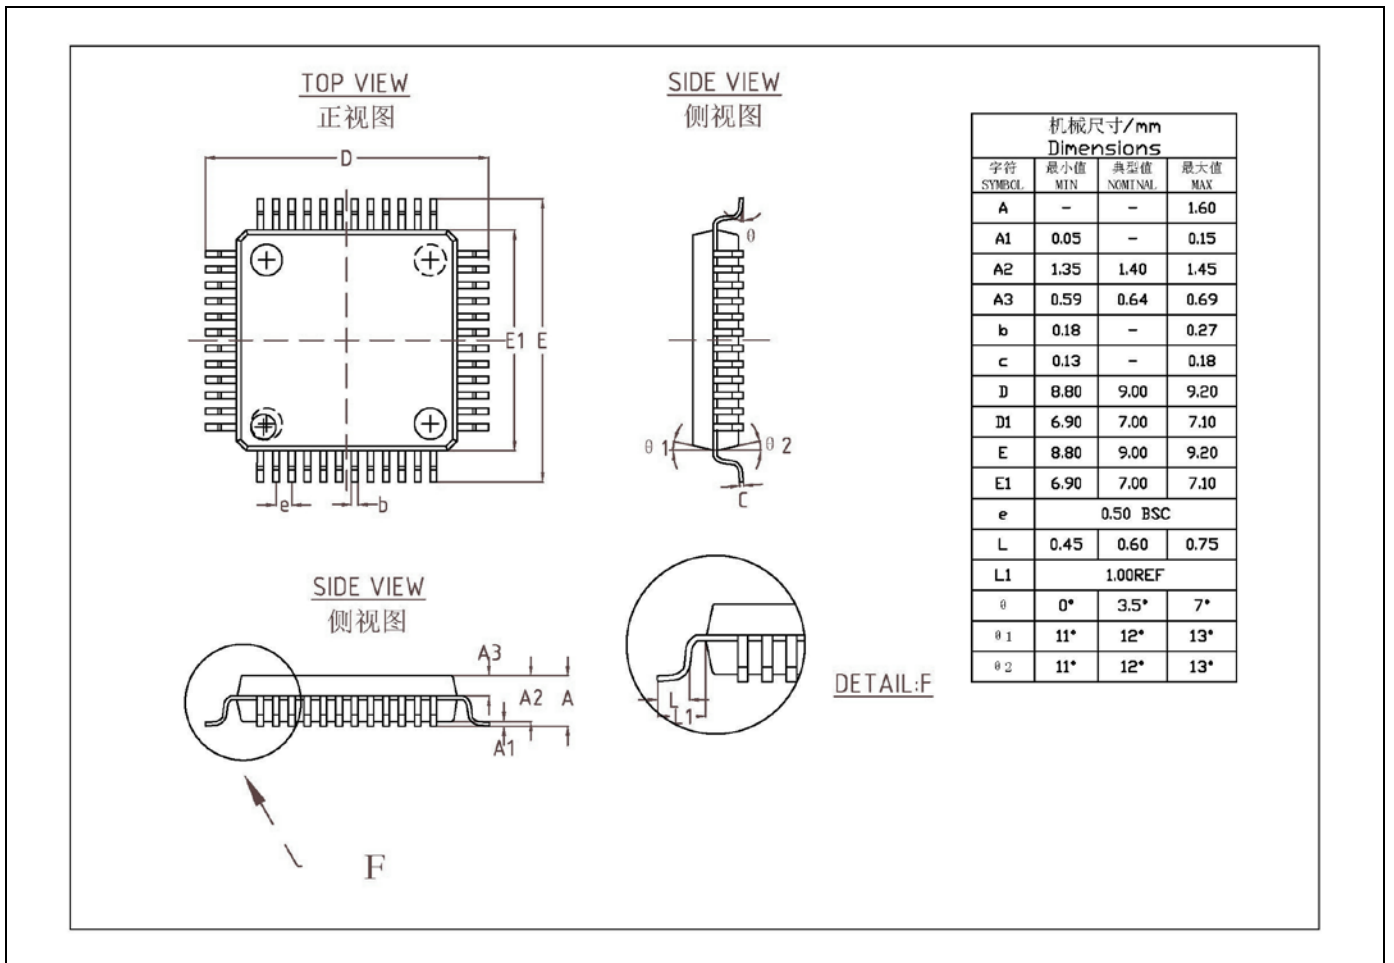 TOP VIEW
正视图
D
E1 E
e b
SIDE VIEW
侧视图
θ
θ 1 θ 2
C
SIDE VIEW
侧视图
A3
A2 A
A1
F
L
L1
DETAIL:F
机械尺寸/mm
Dimensions
字符 最小值 典型值 最大值
SYMBOL MIN NOMINAL MAX
A - - 1.60
A1 0.05 - 0.15
A2 1.35 1.40 1.45
A3 0.59 0.64 0.69
b 0.18 - 0.27
c 0.13 - 0.18
D 8.80 9.00 9.20
D1 6.90 7.00 7.10
E 8.80 9.00 9.20
E1 6.90 7.00 7.10
e 0.50 BSC
L 0.45 0.60 0.75
L1 1.00REF
θ 0° 3.5° 7°
θ 1 11° 12° 13°
θ 2 11° 12° 13°